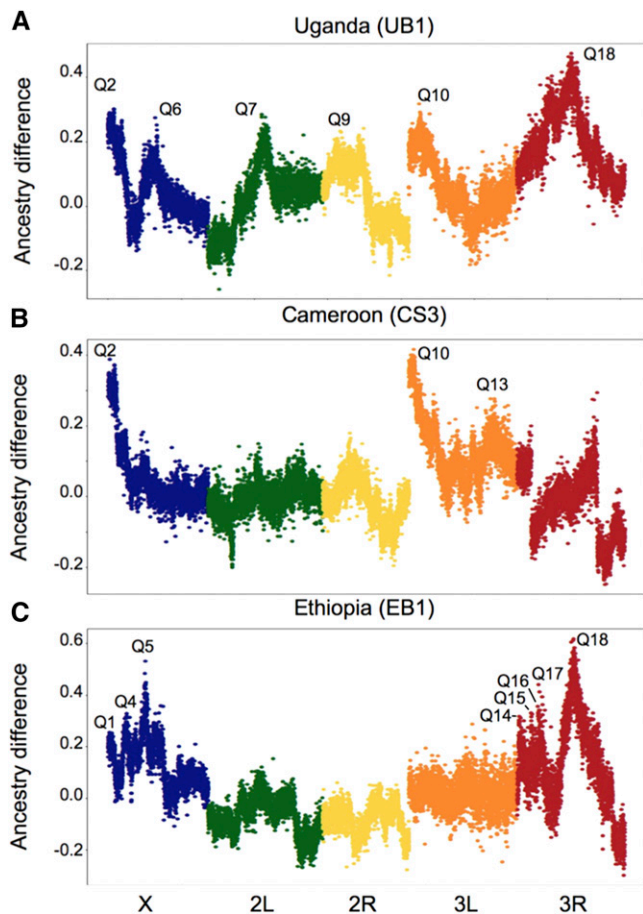 A
Uganda (UB1)
Ancestry difference
0.4
0.2
0.0
-0.2
Q2
Q6
Q7
Q9
Q10
Q18
B
Cameroon (CS3)
Ancestry difference
0.4
0.2
0.0
-0.2
Q2
Q10
Q13
C
Ethiopia (EB1)
Ancestry difference
0.6
0.4
0.2
0.0
-0.2
Q1
Q4
Q5
Q14
Q15
Q16
Q17
Q18
X 2L 2R 3L 3R